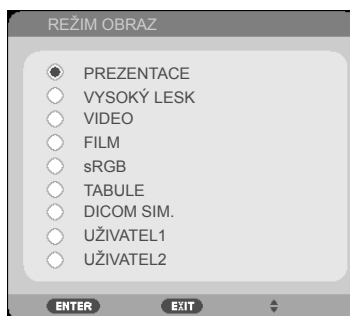 REŽIM OBRAZ
PREZENTACE
VYSOKÝ LESK
VIDEO
FILM
sRGB
TABULE
DICOM SIM.
UŽIVATEL1
UŽIVATEL2
ENTER EXIT